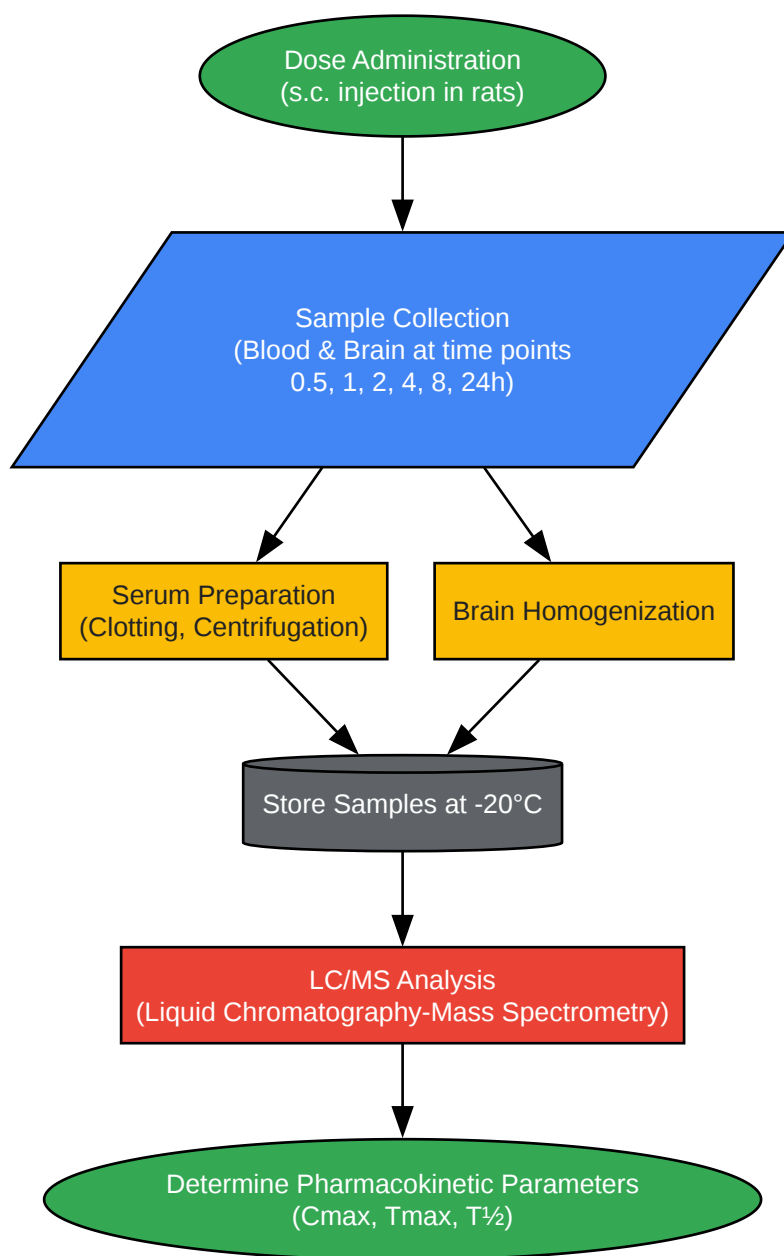 Dose Administration
(s.c. injection in rats)
Sample Collection
(Blood & Brain at time points
0.5, 1, 2, 4, 8, 24h)
Serum Preparation
(Clotting, Centrifugation)
Brain Homogenization
Store Samples at -20°C
LC/MS Analysis
(Liquid Chromatography-Mass Spectrometry)
Determine Pharmacokinetic Parameters
(Cmax, Tmax, T½)